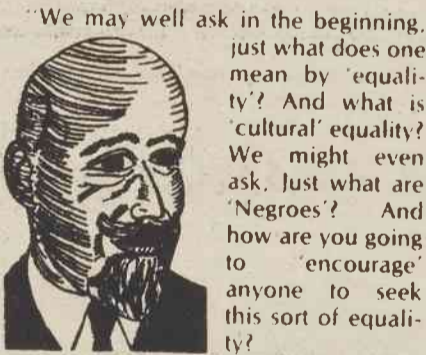 "We may well ask in the beginning,
just what does one
mean by 'equali-
ty'? And what is
'cultural' equality?
We might even
ask, Just what are
'Negroes'? And
how are you going
to 'encourage'
anyone to seek
this sort of equali-
ty?